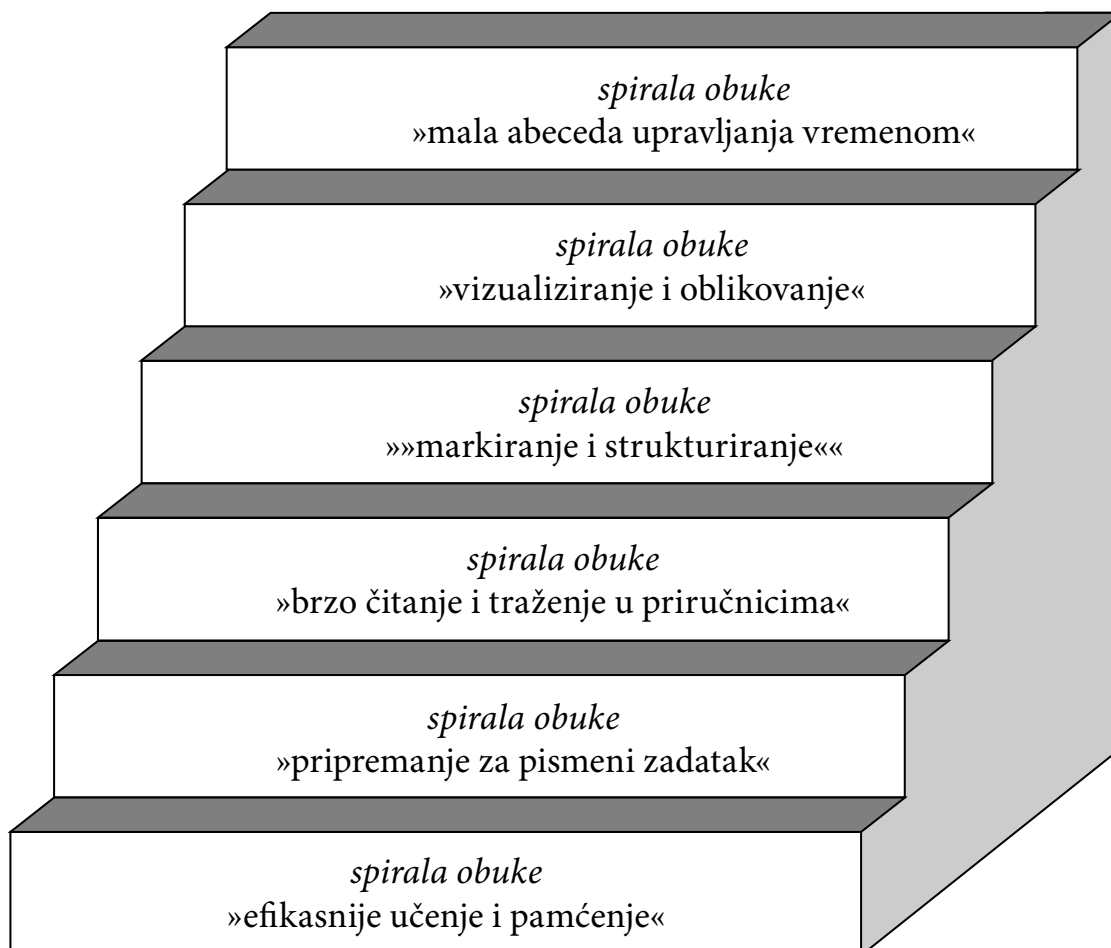 spirala obuke
»mala abeceda upravljanja vremenom«
spirala obuke
»vizualiziranje i oblikovanje«
spirala obuke
»»markiranje i strukturiranje««
spirala obuke
»brzo čitanje i traženje u priručnicima«
spirala obuke
»pripremanje za pismeni zadatak«
spirala obuke
»efikasnije učenje i pamćenje«